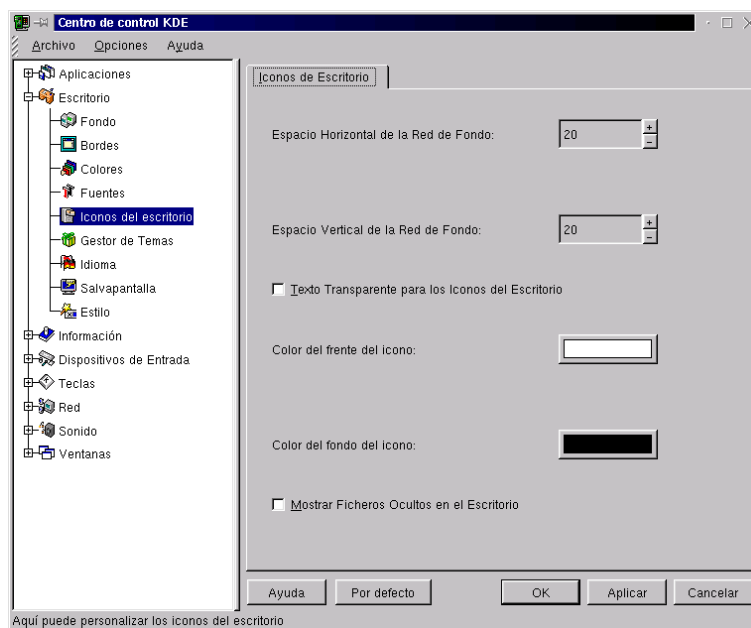 Centro de control KDE
Archivo Opciones Ayuda
Aplicaciones
Escritorio
Fondo
Bordes
Colores
Fuentes
Iconos del escritorio
Gestor de Temas
Idioma
Salvapantalla
Estilo
Información
Dispositivos de Entrada
Teclas
Red
Sonido
Ventanas
Iconos de Escritorio
Espacio Horizontal de la Red de Fondo: 20
Espacio Vertical de la Red de Fondo: 20
Texto Transparente para los Iconos del Escritorio
Color del frente del icono:
Color del fondo del icono:
Mostrar Ficheros Ocultos en el Escritorio
Ayuda Por defecto OK Aplicar Cancelar
Aquí puede personalizar los iconos del escritorio